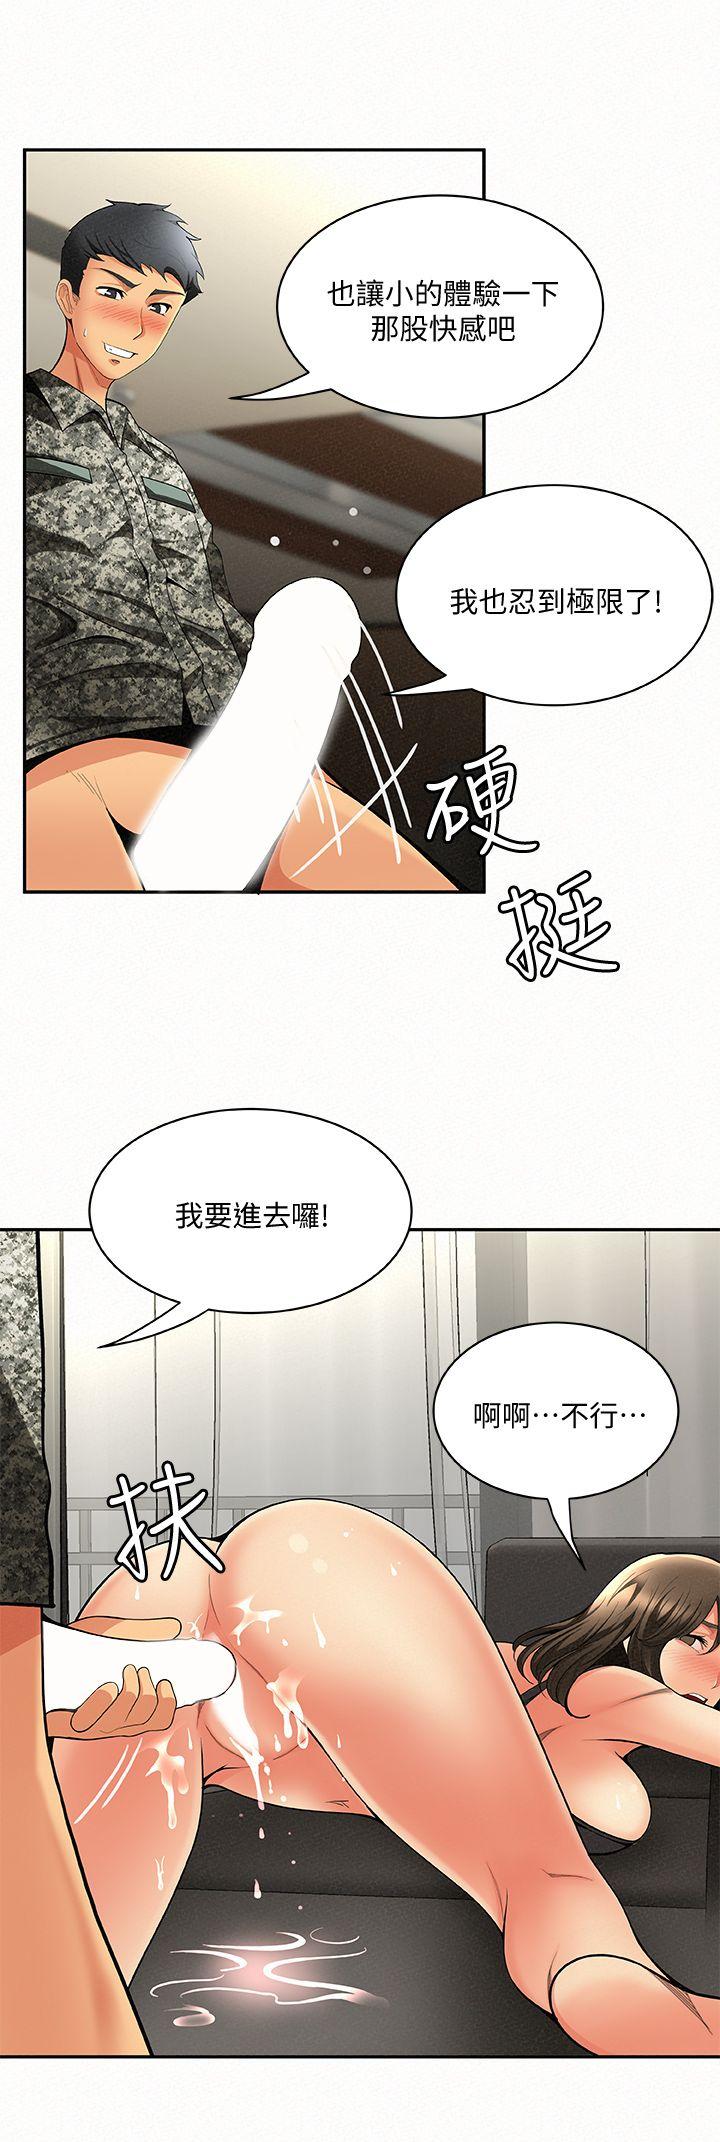 也讓小的體驗一下
那股快感吧
我也忍到極限了!
硬
挺
我要進去囉!
啊啊⋯不行⋯
扶